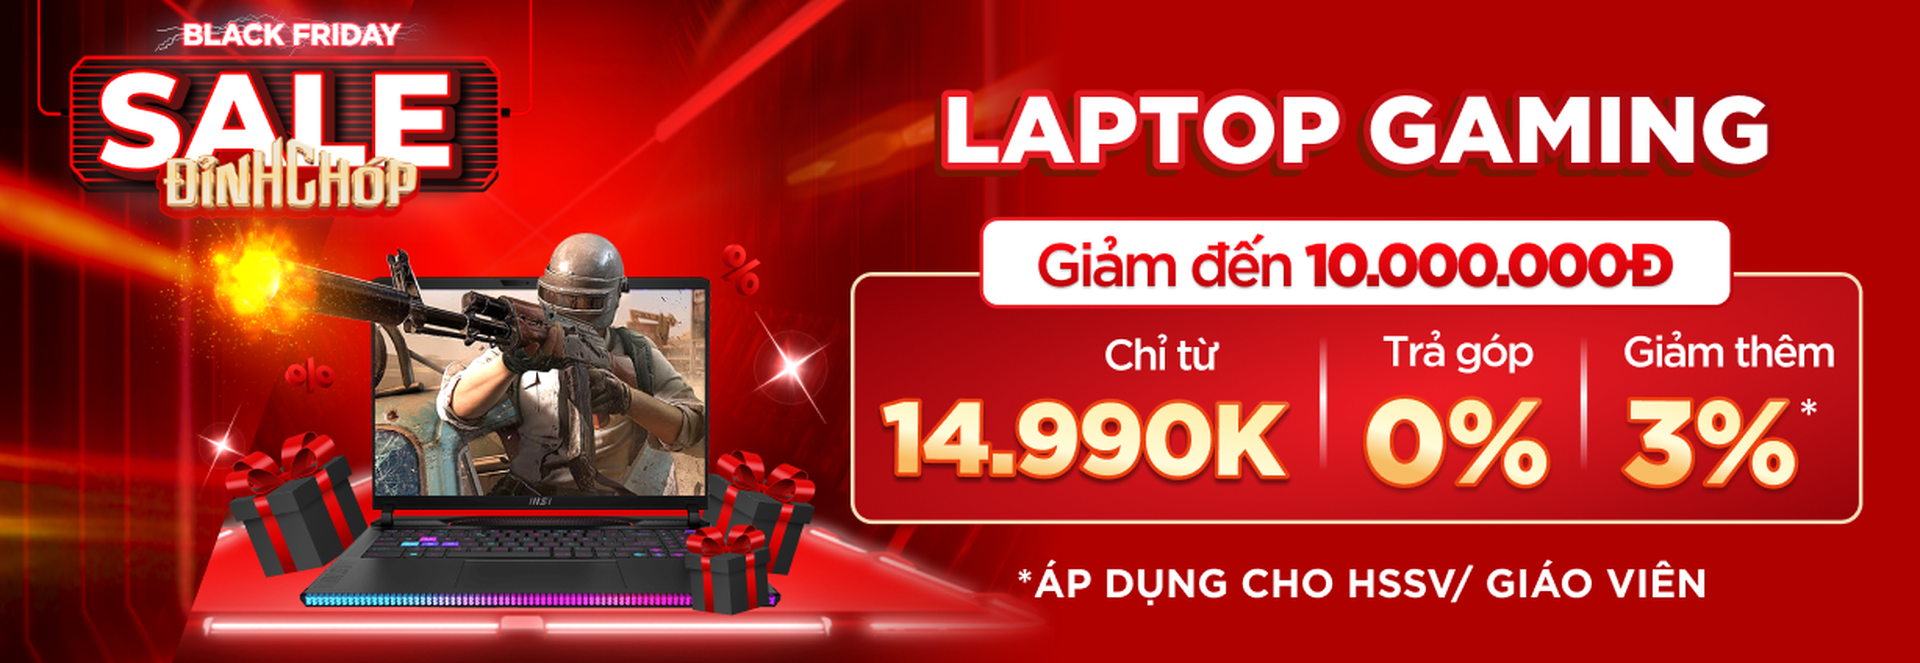 BLACK FRIDAY
SALE
ĐỈNH CHÓP
LAPTOP GAMING
Giảm đến 10.000.000Đ
Chỉ từ
14.990K
Trả góp
0%
Giảm thêm
3%*
*ÁP DỤNG CHO HSSV/ GIÁO VIÊN
%
%
msi